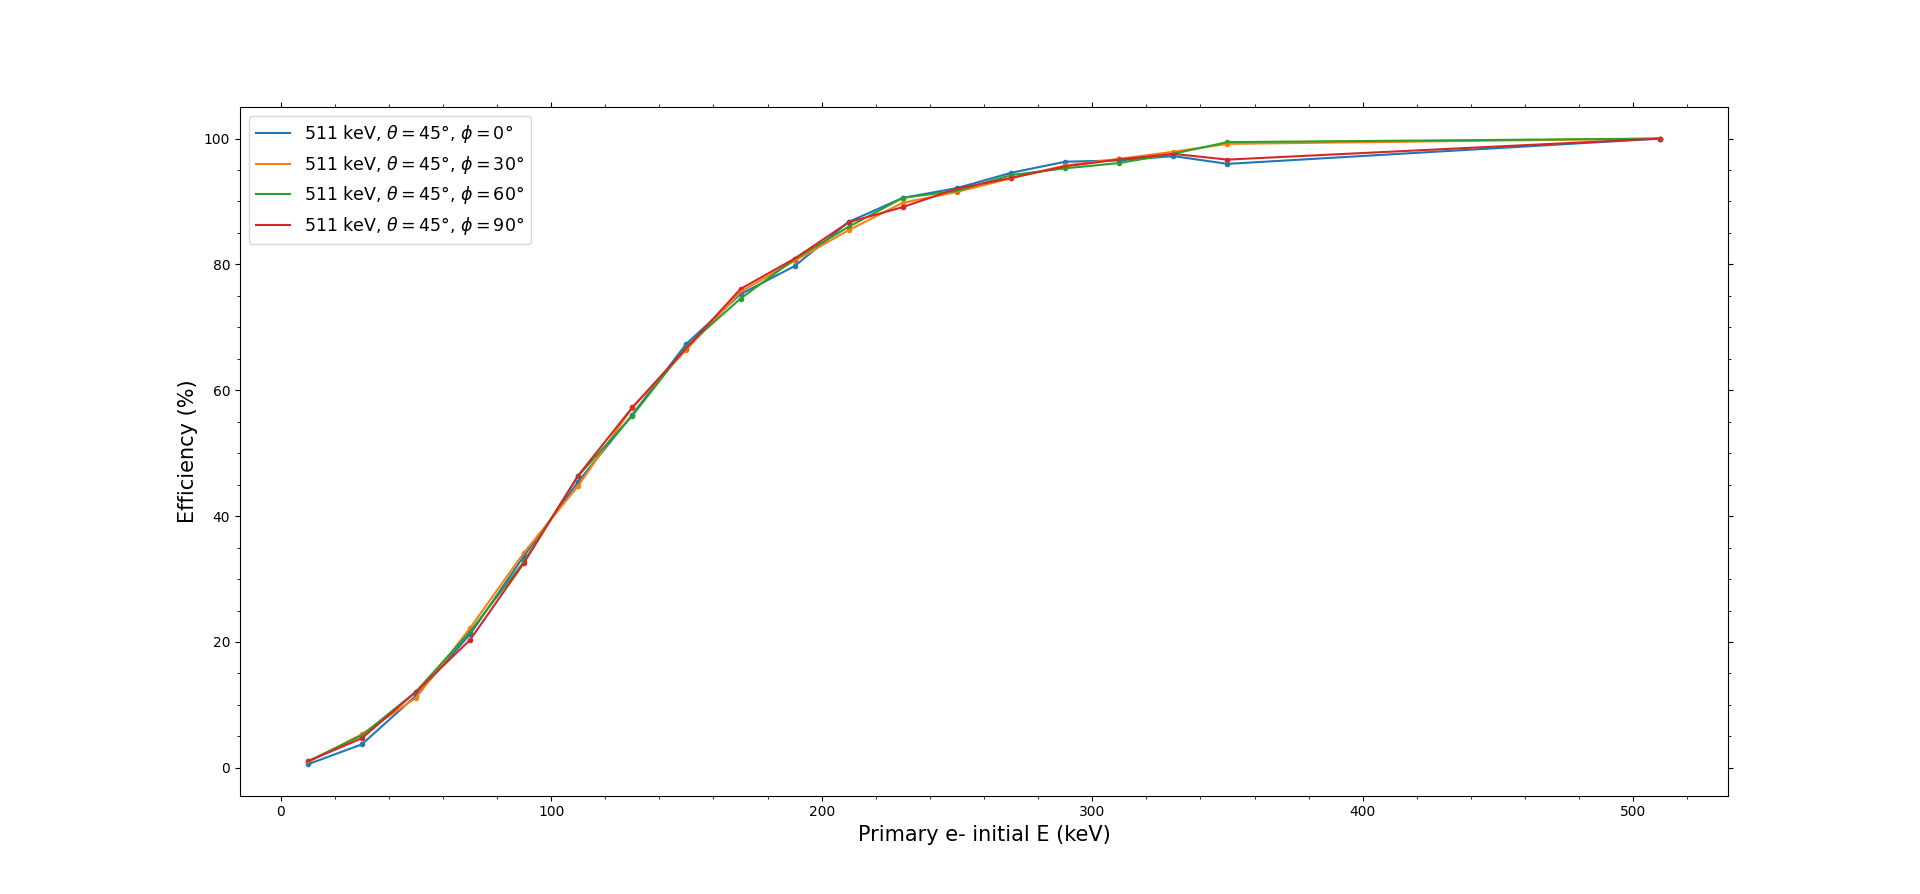 511 keV, θ = 45°, ϕ = 0°
511 keV, θ = 45°, ϕ = 30°
511 keV, θ = 45°, ϕ = 60°
511 keV, θ = 45°, ϕ = 90°
100
80
60
40
20
0
Efficiency (%)
0 100 200 300 400 500
Primary e- initial E (keV)